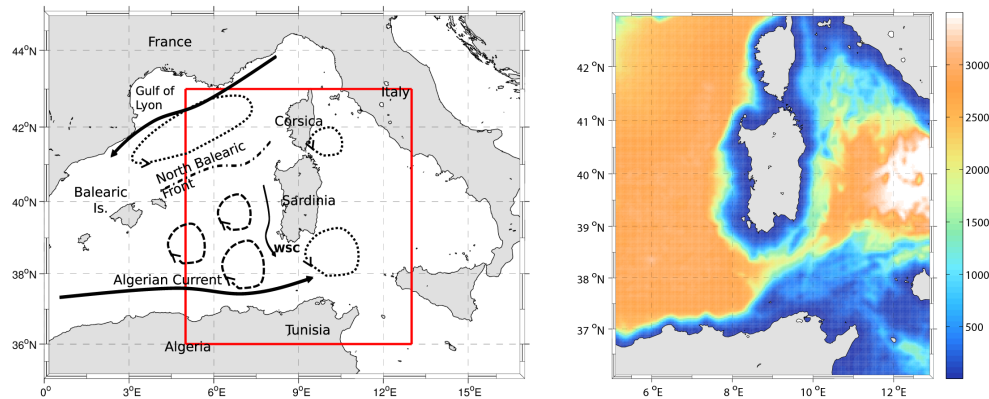 44°N
42°N
40°N
38°N
36°N
0°
3°E
6°E
9°E
12°E
15°E
France
Gulf of
Lyon
Italy
Corsica
North Balearic
Front
Balearic
Is.
Sardinia
WSC
Algerian Current
Tunisia
Algeria
42 °N
41 °N
40 °N
39 °N
38 °N
37 °N
6 °E
8 °E
10 °E
12 °E
3000
2500
2000
1500
1000
500